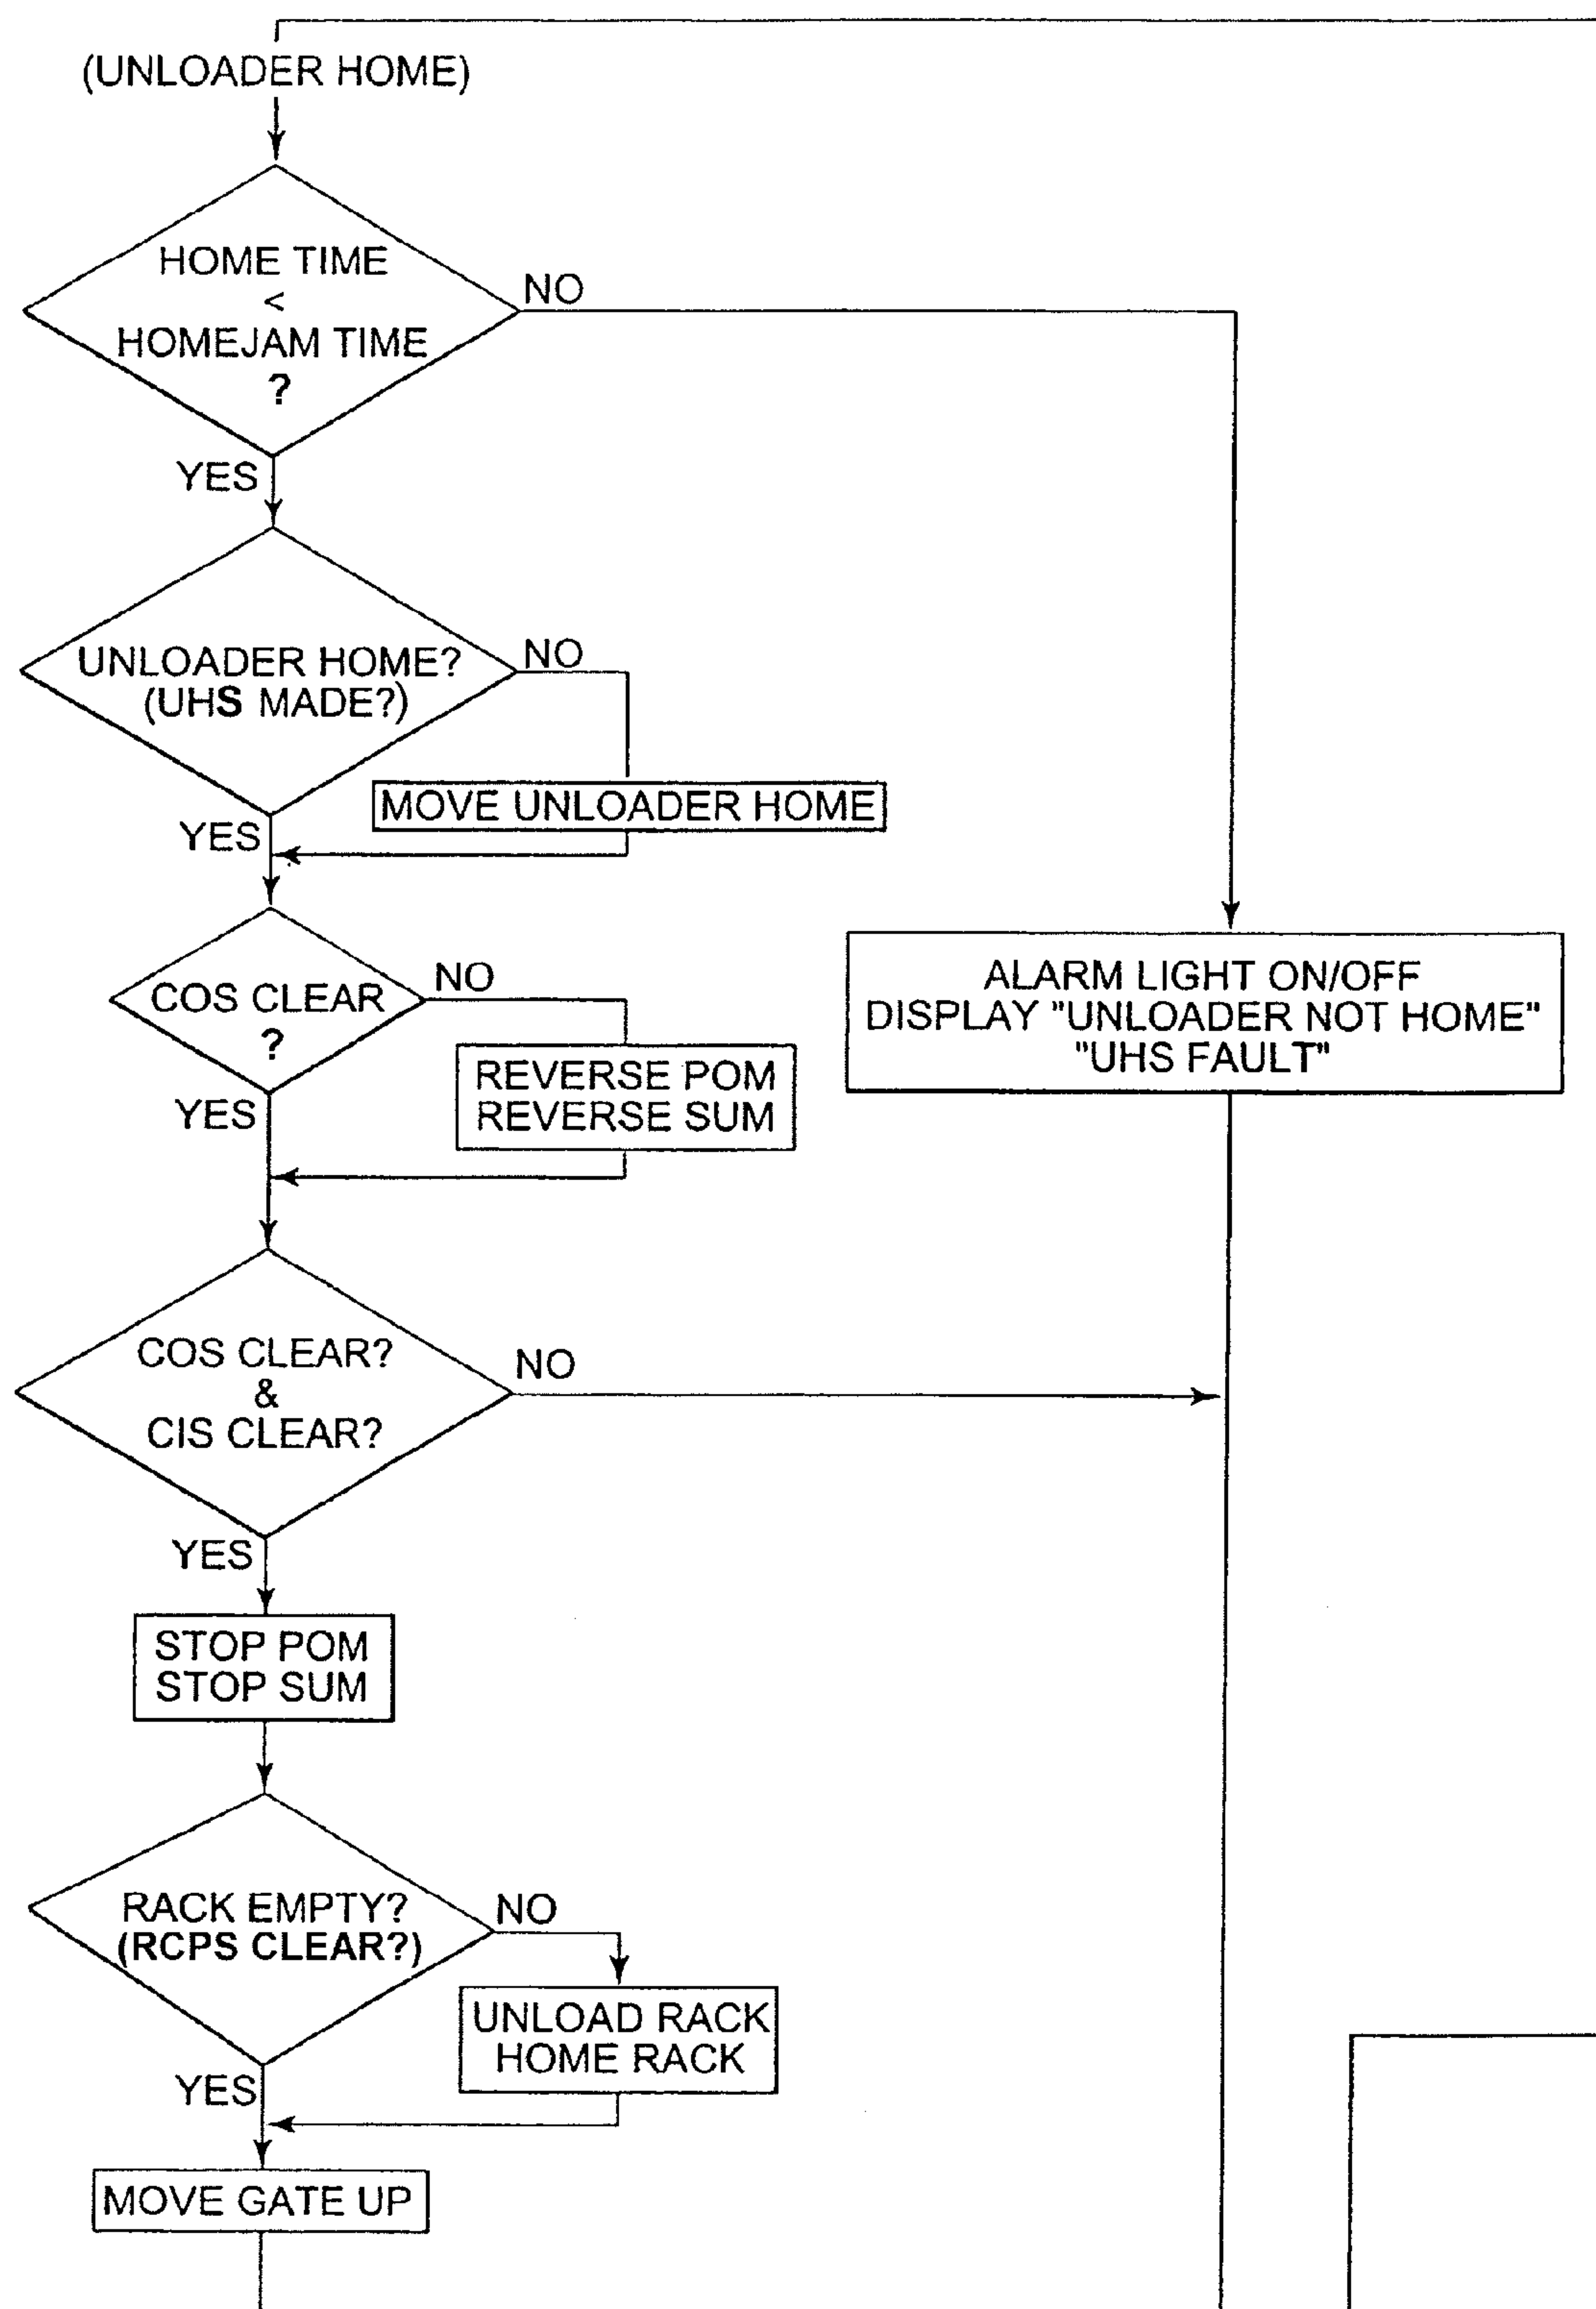 (UNLOADER HOME)
HOME TIME
<
HOMEJAM TIME
?
NO
YES
UNLOADER HOME?
(UHS MADE?)
NO
MOVE UNLOADER HOME
YES
COS CLEAR
?
NO
REVERSE POM
REVERSE SUM
YES
ALARM LIGHT ON/OFF
DISPLAY "UNLOADER NOT HOME"
"UHS FAULT"
COS CLEAR?
&
CIS CLEAR?
NO
YES
STOP POM
STOP SUM
RACK EMPTY?
(RCPS CLEAR?)
NO
UNLOAD RACK
HOME RACK
YES
MOVE GATE UP